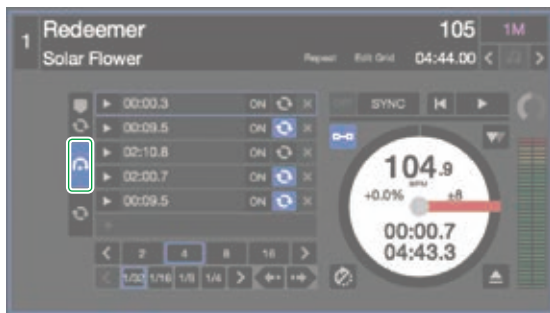 1 Redeemer 105 1M
Solar Flower Repeat Edit Grid 04:44.00 < >
00:00.3 ON ×
SYNC
00:09.5 ON ×
02:10.8 ON ×
02:00.7 ON ×
00:09.5 ON ×
104.9
BPM
+0.0% ±8
00:00.7
04:43.3
< 2 4 8 16 >
< 1/32 1/16 1/8 1/4 >